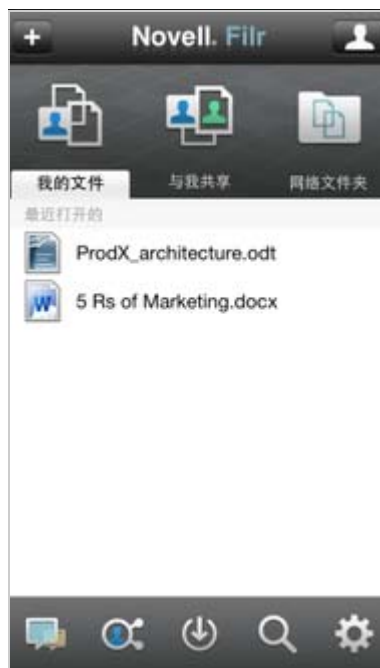 Novell. Filr
我的文件 与我共享 网络文件夹
最近打开的
ProdX_architecture.odt
5 Rs of Marketing.docx